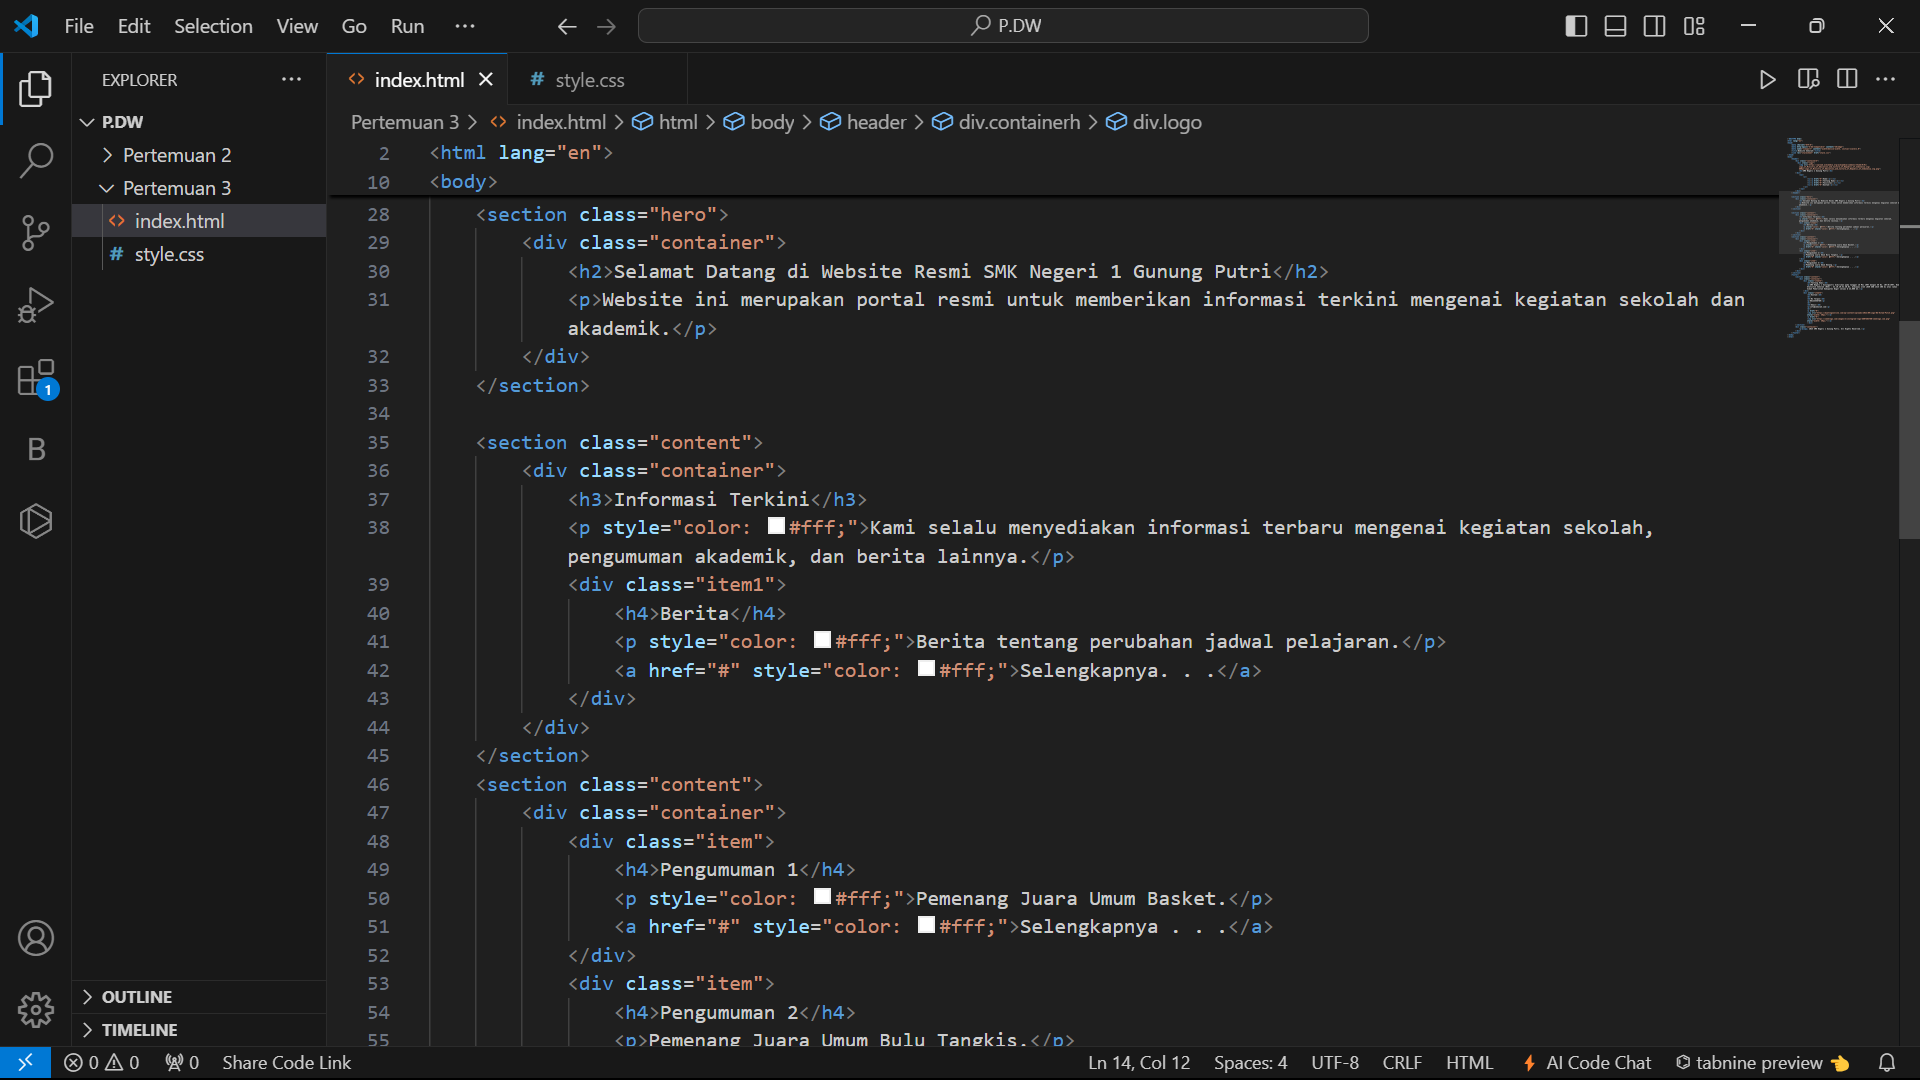 File Edit Selection View Go Run ...
P.DW
EXPLORER
index.html
# style.css
P.DW
Pertemuan 2
Pertemuan 3
index.html
# style.css
OUTLINE
TIMELINE
1
B
Pertemuan 3 > index.html > html > body > header > div.containerh > div.logo
2 <html lang="en">
10 <body>
28 <section class="hero">
29 <div class="container">
30 <h2>Selamat Datang di Website Resmi SMK Negeri 1 Gunung Putri</h2>
31 <p>Website ini merupakan portal resmi untuk memberikan informasi terkini mengenai kegiatan sekolah dan
akademik.</p>
32 </div>
33 </section>
34
35 <section class="content">
36 <div class="container">
37 <h3>Informasi Terkini</h3>
38 <p style="color: #fff;">Kami selalu menyediakan informasi terbaru mengenai kegiatan sekolah,
pengumuman akademik, dan berita lainnya.</p>
39 <div class="item1">
40 <h4>Berita</h4>
41 <p style="color: #fff;">Berita tentang perubahan jadwal pelajaran.</p>
42 <a href="#" style="color: #fff;">Selengkapnya. . .</a>
43 </div>
44 </div>
45 </section>
46 <section class="content">
47 <div class="container">
48 <div class="item">
49 <h4>Pengumuman 1</h4>
50 <p style="color: #fff;">Pemenang Juara Umum Basket.</p>
51 <a href="#" style="color: #fff;">Selengkapnya . . .</a>
52 </div>
53 <div class="item">
54 <h4>Pengumuman 2</h4>
55 <p>Pemenang Juara Umum Bulu Tangkis.</p>
0 0 0 Share Code Link Ln 14, Col 12 Spaces: 4 UTF-8 CRLF HTML AI Code Chat tabnine preview